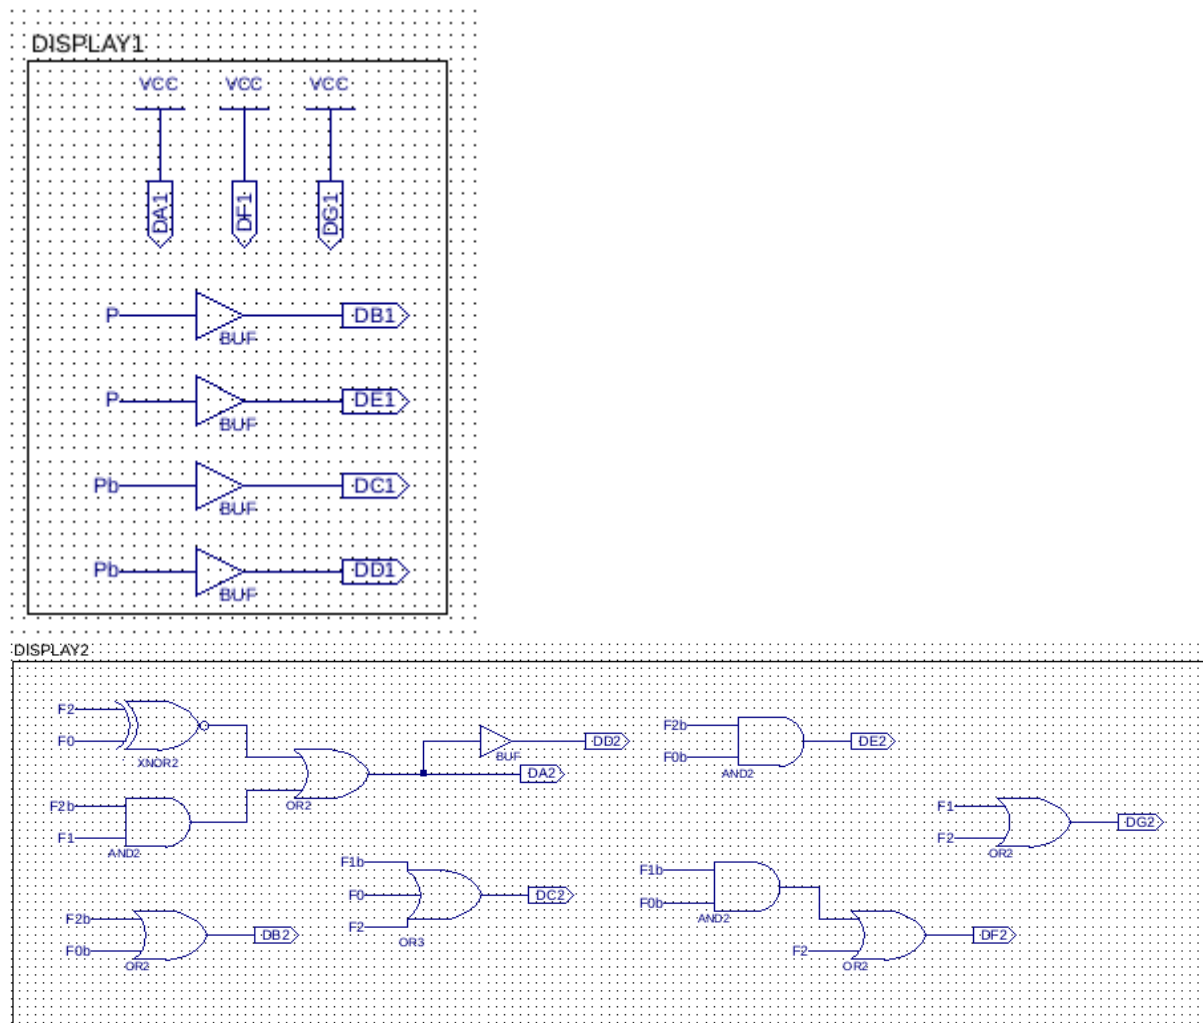 DISPLAY1
VCC VCC VCC
DA1 DF1 DG1
P BUF DB1
P BUF DE1
Pb BUF DC1
Pb BUF DD1
DISPLAY2
F2
F0
XNOR2
F2b
F1
AND2
OR2
BUF
DD2
DA2
F2b
F0b
AND2
DE2
F1
F2
OR2
DG2
F2b
F0b
OR2
DB2
F1b
F0
F2
OR3
DC2
F1b
F0b
AND2
F2
OR2
DF2